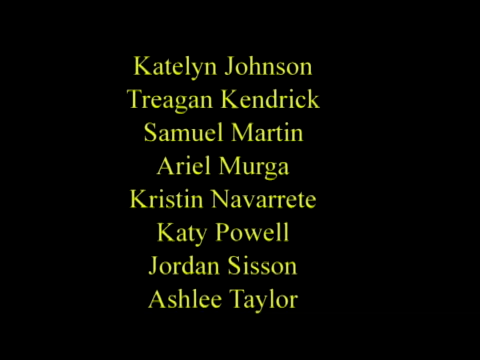 Katelyn Johnson
Treagan Kendrick
Samuel Martin
Ariel Murga
Kristin Navarrete
Katy Powell
Jordan Sisson
Ashlee Taylor